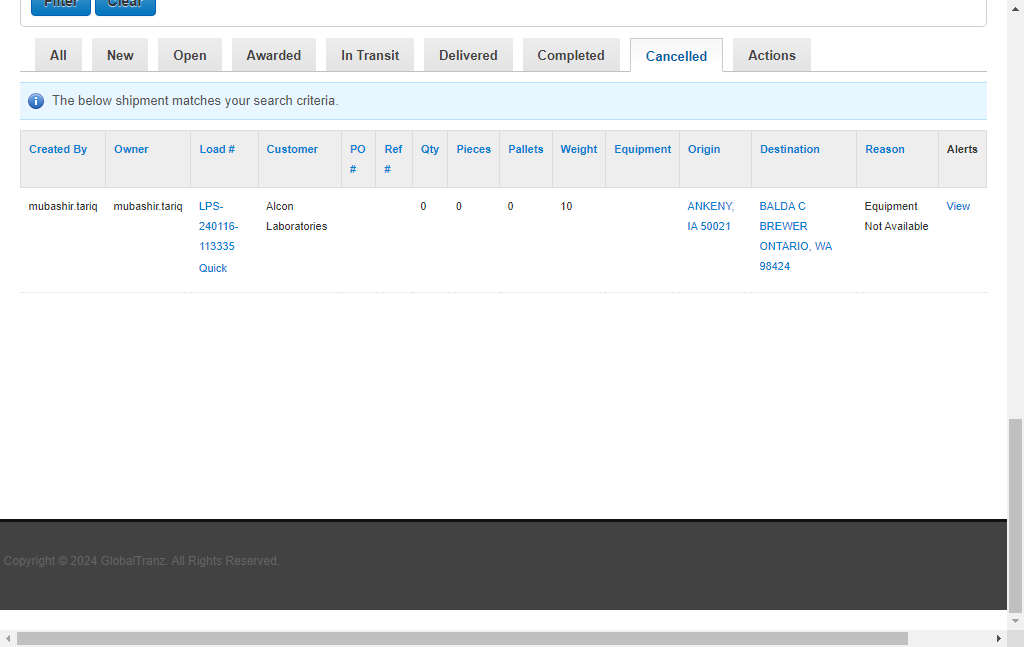 Filter Clear
All New Open Awarded In Transit Delivered Completed Cancelled Actions
The below shipment matches your search criteria.
Created By Owner Load # Customer PO # Ref # Qty Pieces Pallets Weight Equipment Origin Destination Reason Alerts
mubashir.tariq mubashir.tariq LPS- Alcon 0 0 0 10 ANKENY, BALDA C Equipment View
240116- Laboratories IA 50021 BREWER Not Available
113335 ONTARIO, WA
Quick 98424
Copyright © 2024 GlobalTranz. All Rights Reserved.